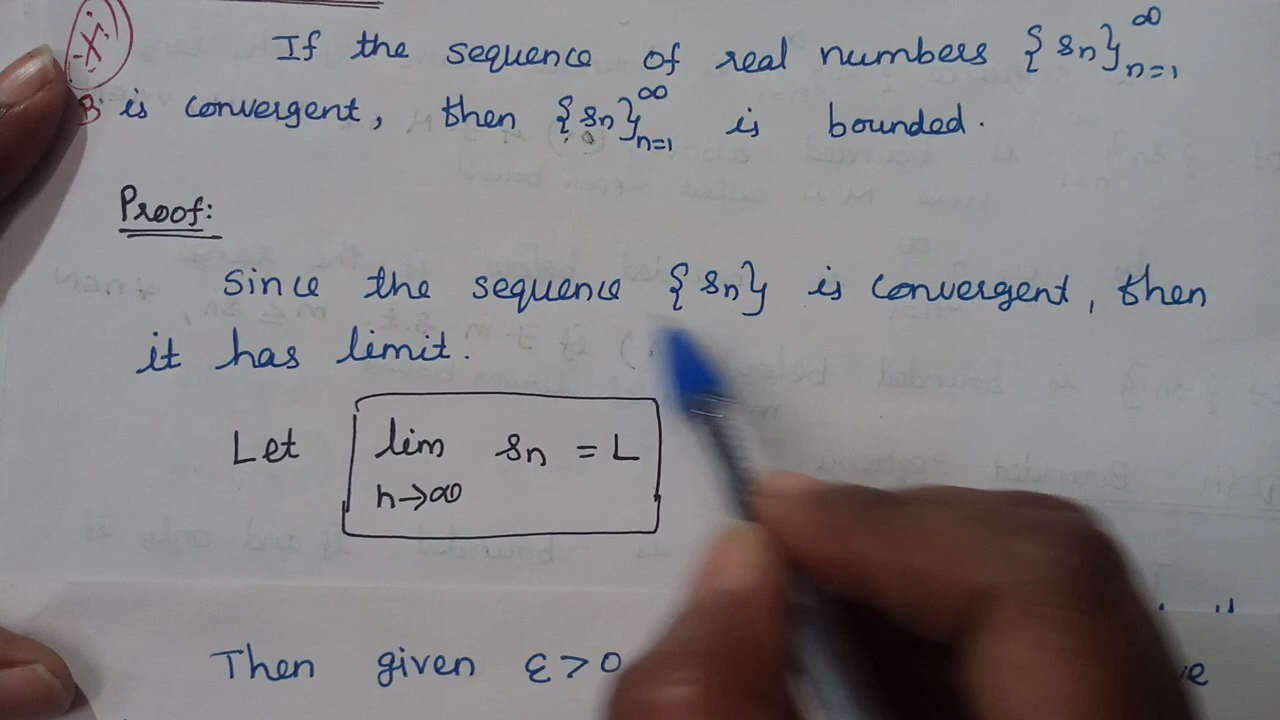 If the sequence of real numbers {sn}∞n=1
is convergent, then {sn}∞n=1 is bounded.
Proof:
Since the sequence {sn} is convergent, then
it has limit.
Let lim n→∞ sn = L
Then given ε>0